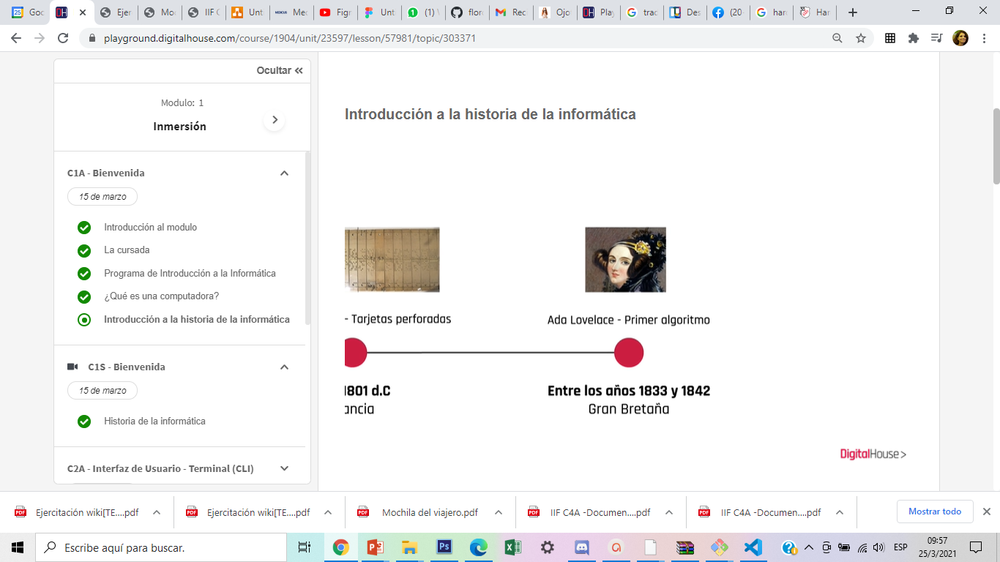 Goo
Ejer
Mod
IIF C
Unt
MEDICUS
Mec
Figm
Unt
(1) W
flore
Rec
Ojo
Play
trac
Des
(20
har
Har
playground.digitalhouse.com/course/1904/unit/23597/lesson/57981/topic/303371
Ocultar
Modulo: 1
Inmersión
C1A - Bienvenida
15 de marzo
Introducción al modulo
La cursada
Programa de Introducción a la Informática
¿Qué es una computadora?
Introducción a la historia de la informática
C1S - Bienvenida
15 de marzo
Historia de la informática
C2A - Interfaz de Usuario - Terminal (CLI)
Introducción a la historia de la informática
- Tarjetas perforadas
Ada Lovelace - Primer algoritmo
1801 d.C
ancia
Entre los años 1833 y 1842
Gran Bretaña
DigitalHouse>
Ejercitación wiki[TE....pdf
Ejercitación wiki[TE....pdf
Mochila del viajero.pdf
IIF C4A -Documen....pdf
IIF C4A -Documen....pdf
Mostrar todo
Escribe aquí para buscar.
ESP
09:57
25/3/2021